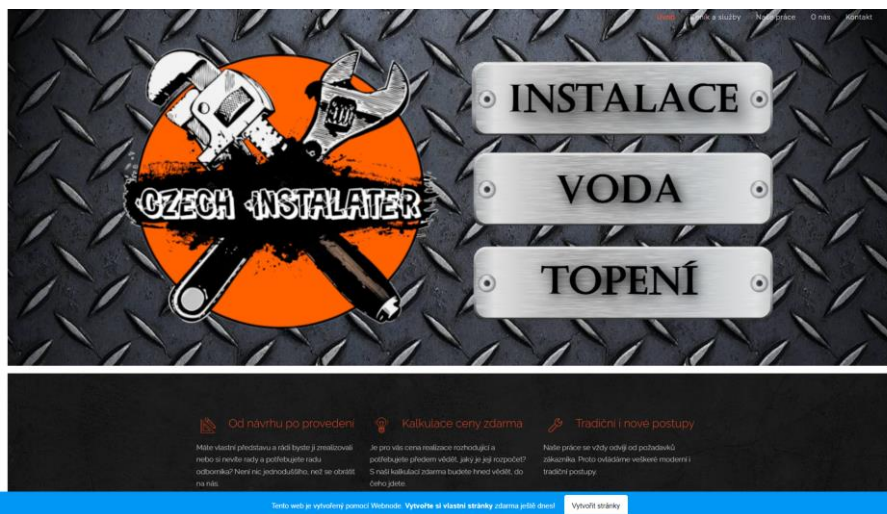 Úvod Ceník a služby Naše práce O nás Kontakt
CZECH INSTALATER
INSTALACE
VODA
TOPENÍ
Od návrhu po provedení
Máte vlastní představu a rádi byste ji zrealizovali
nebo si nevíte rady a potřebujete radu
odborníka? Není nic jednoduššího, než se obrátit
na nás.
Kalkulace ceny zdarma
Je pro vás cena realizace rozhodující a
potřebujete předem vědět, jaký je její rozpočet?
S naší kalkulací zdarma budete hned vědět, do
čeho jdete.
Tradiční i nové postupy
Naše práce se vždy odvíjí od požadavků
zákazníka. Proto ovládáme veškeré moderní i
tradiční postupy.
Tento web je vytvořený pomocí Webnode. Vytvořte si vlastní stránky zdarma ještě dnes!
Vytvořit stránky